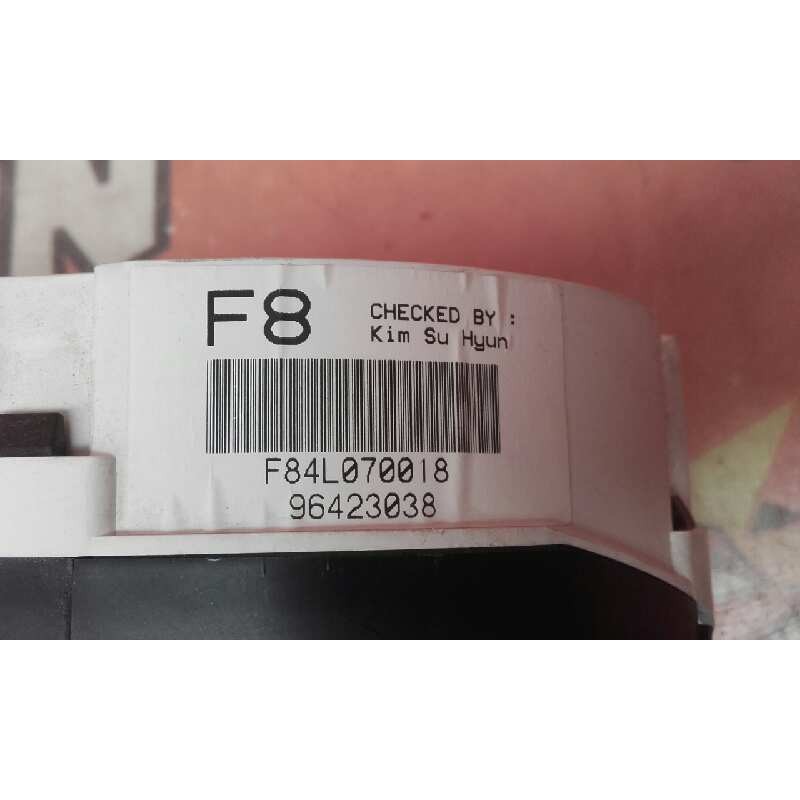 F8
CHECKED BY :
Kim Su Hyun
F84L070018
96423038